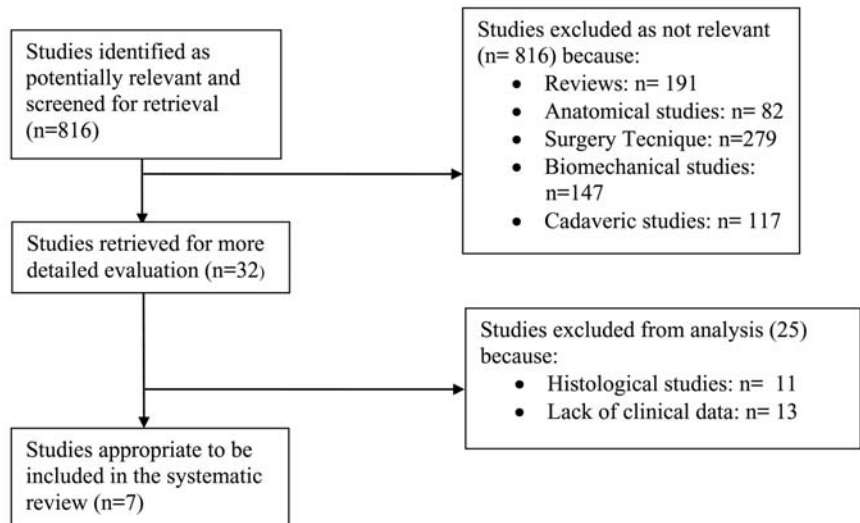 Studies identified as
potentially relevant and
screened for retrieval
(n=816)
Studies excluded as not relevant
(n= 816) because:
• Reviews: n= 191
• Anatomical studies: n= 82
• Surgery Tecnique: n=279
• Biomechanical studies:
n=147
• Cadaveric studies: n= 117
Studies retrieved for more
detailed evaluation (n=32)
Studies excluded from analysis (25)
because:
• Histological studies: n=  11
• Lack of clinical data: n= 13
Studies appropriate to be
included in the systematic
review (n=7)